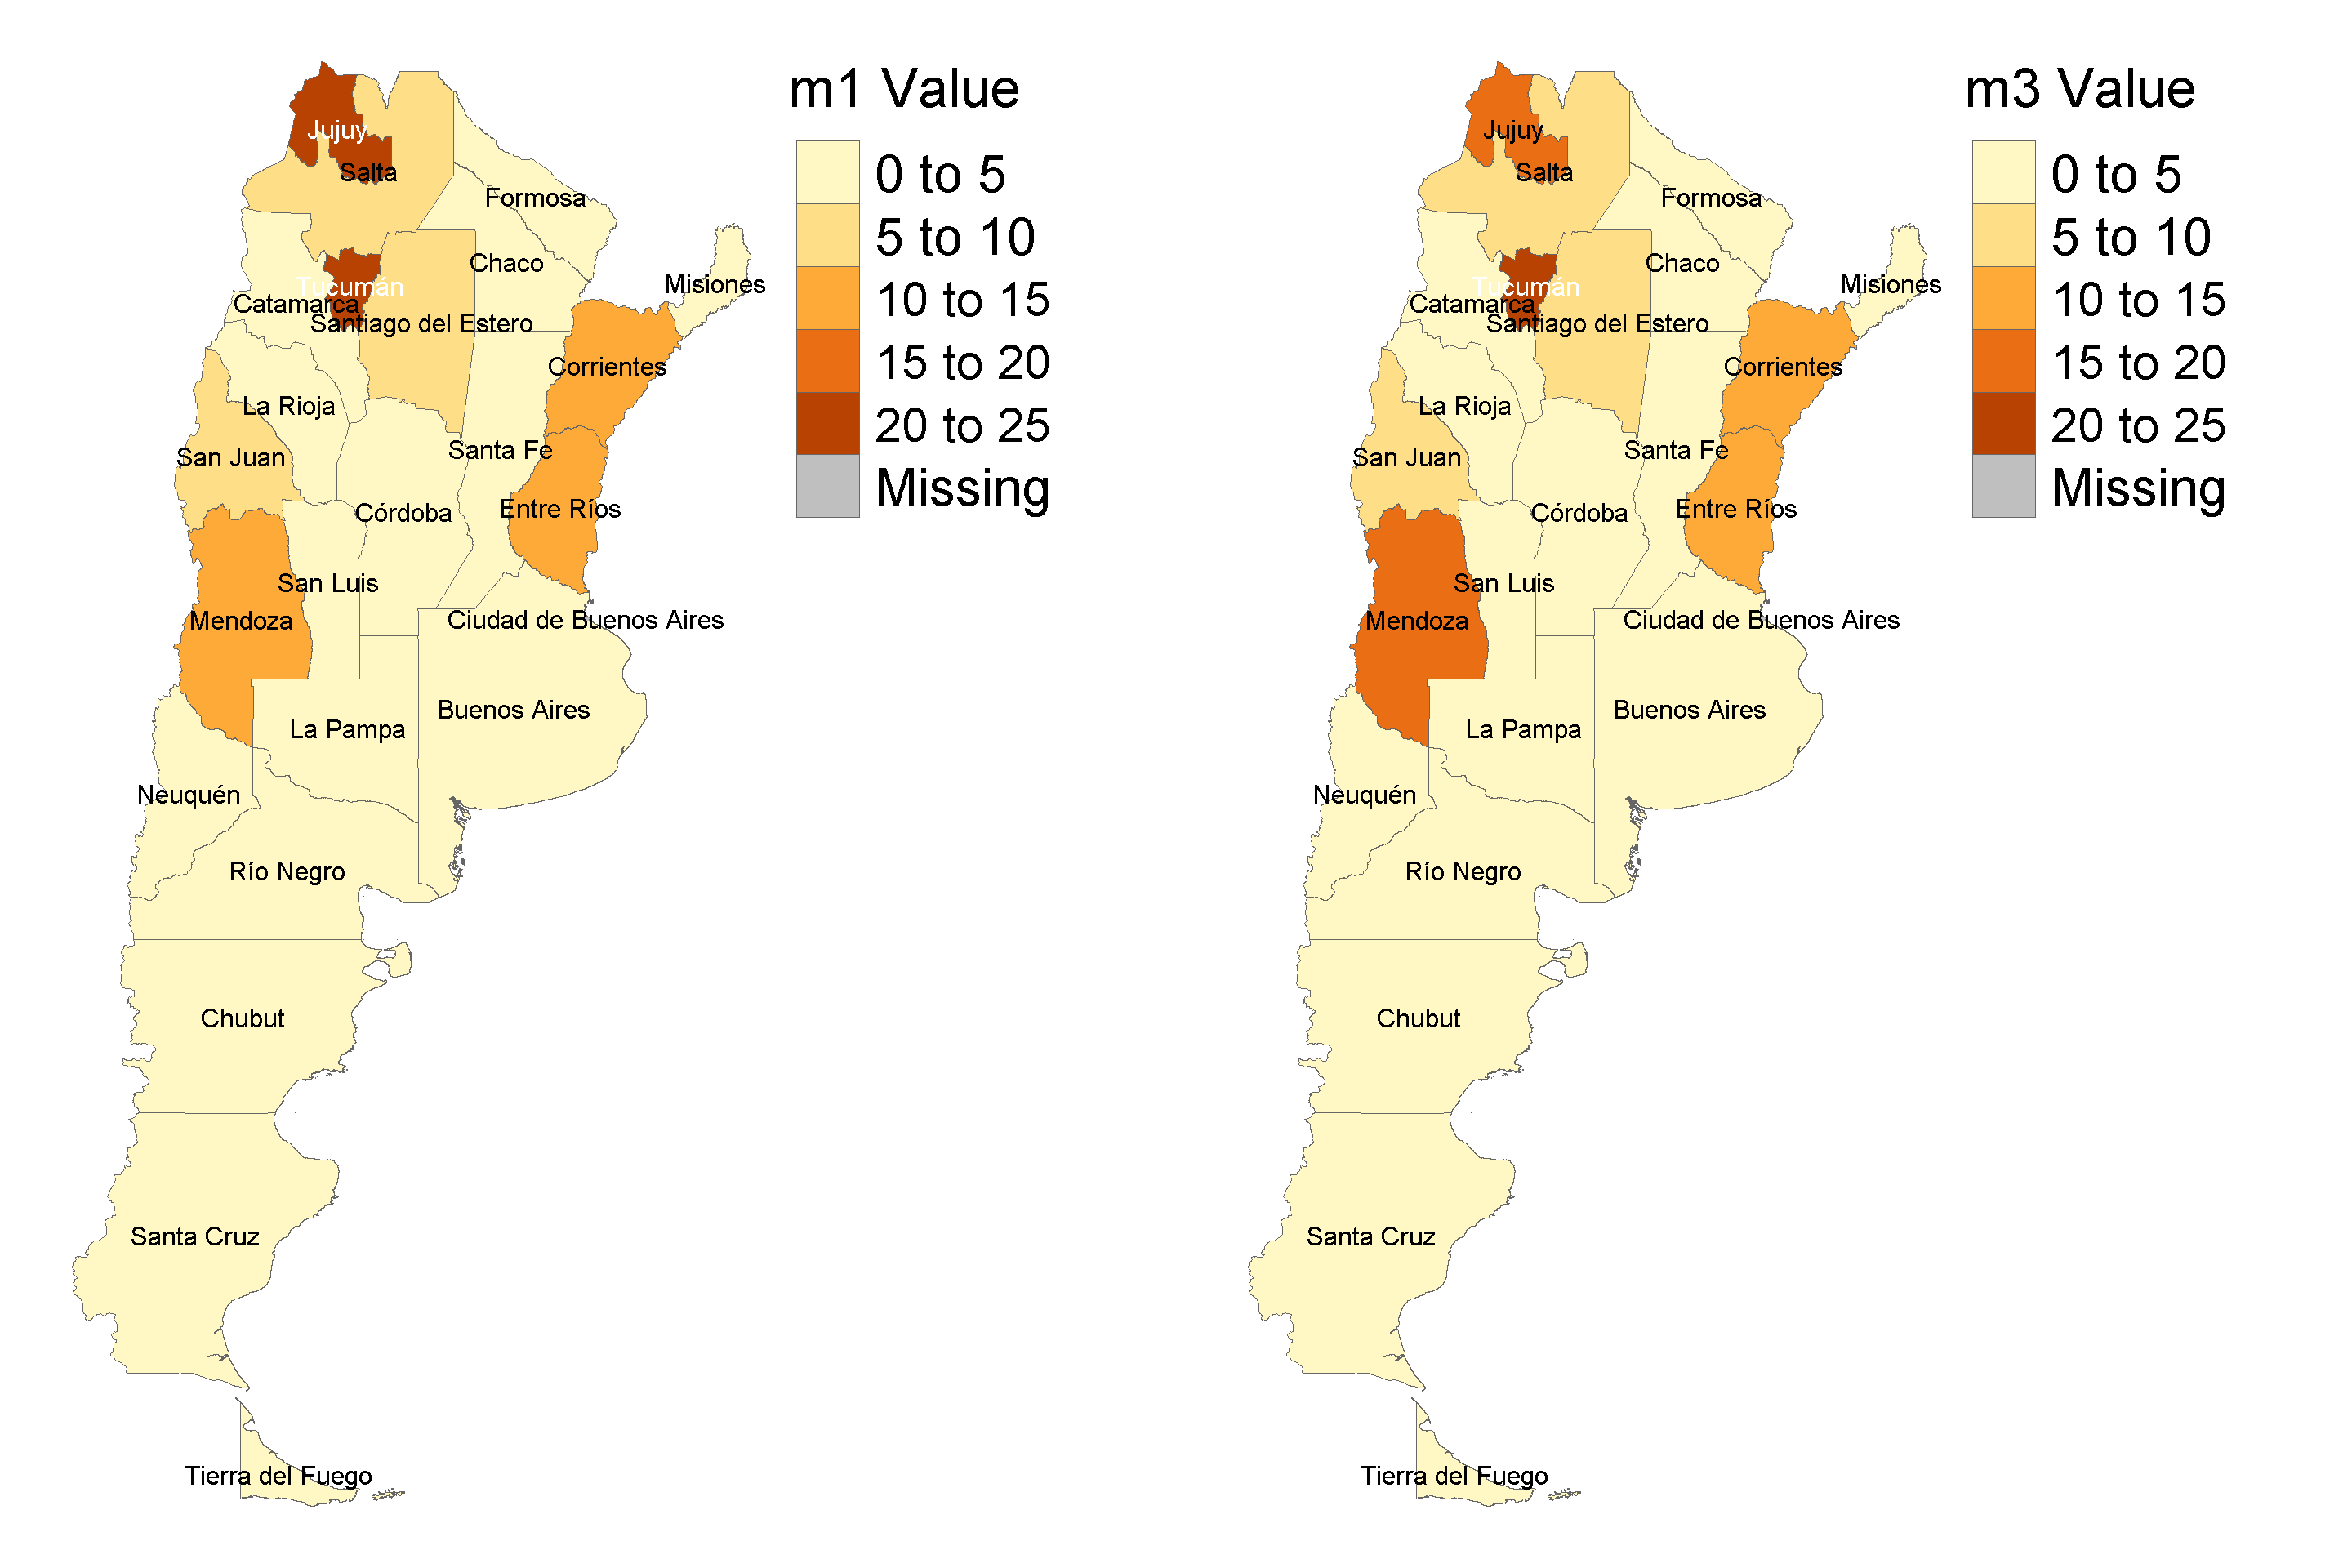 m1 Value
0 to 5
5 to 10
10 to 15
15 to 20
20 to 25
Missing
Jujuy
Salta
Formosa
Chaco
Misiones
Tucumán
Catamarca
Santiago del Estero
Corrientes
La Rioja
Santa Fe
San Juan
Entre Ríos
Córdoba
San Luis
Mendoza
Ciudad de Buenos Aires
Buenos Aires
La Pampa
Neuquén
Río Negro
Chubut
Santa Cruz
Tierra del Fuego
m3 Value
0 to 5
5 to 10
10 to 15
15 to 20
20 to 25
Missing
Jujuy
Salta
Formosa
Chaco
Misiones
Tucumán
Catamarca
Santiago del Estero
Corrientes
La Rioja
Santa Fe
San Juan
Entre Ríos
Córdoba
San Luis
Mendoza
Ciudad de Buenos Aires
Buenos Aires
La Pampa
Neuquén
Río Negro
Chubut
Santa Cruz
Tierra del Fuego